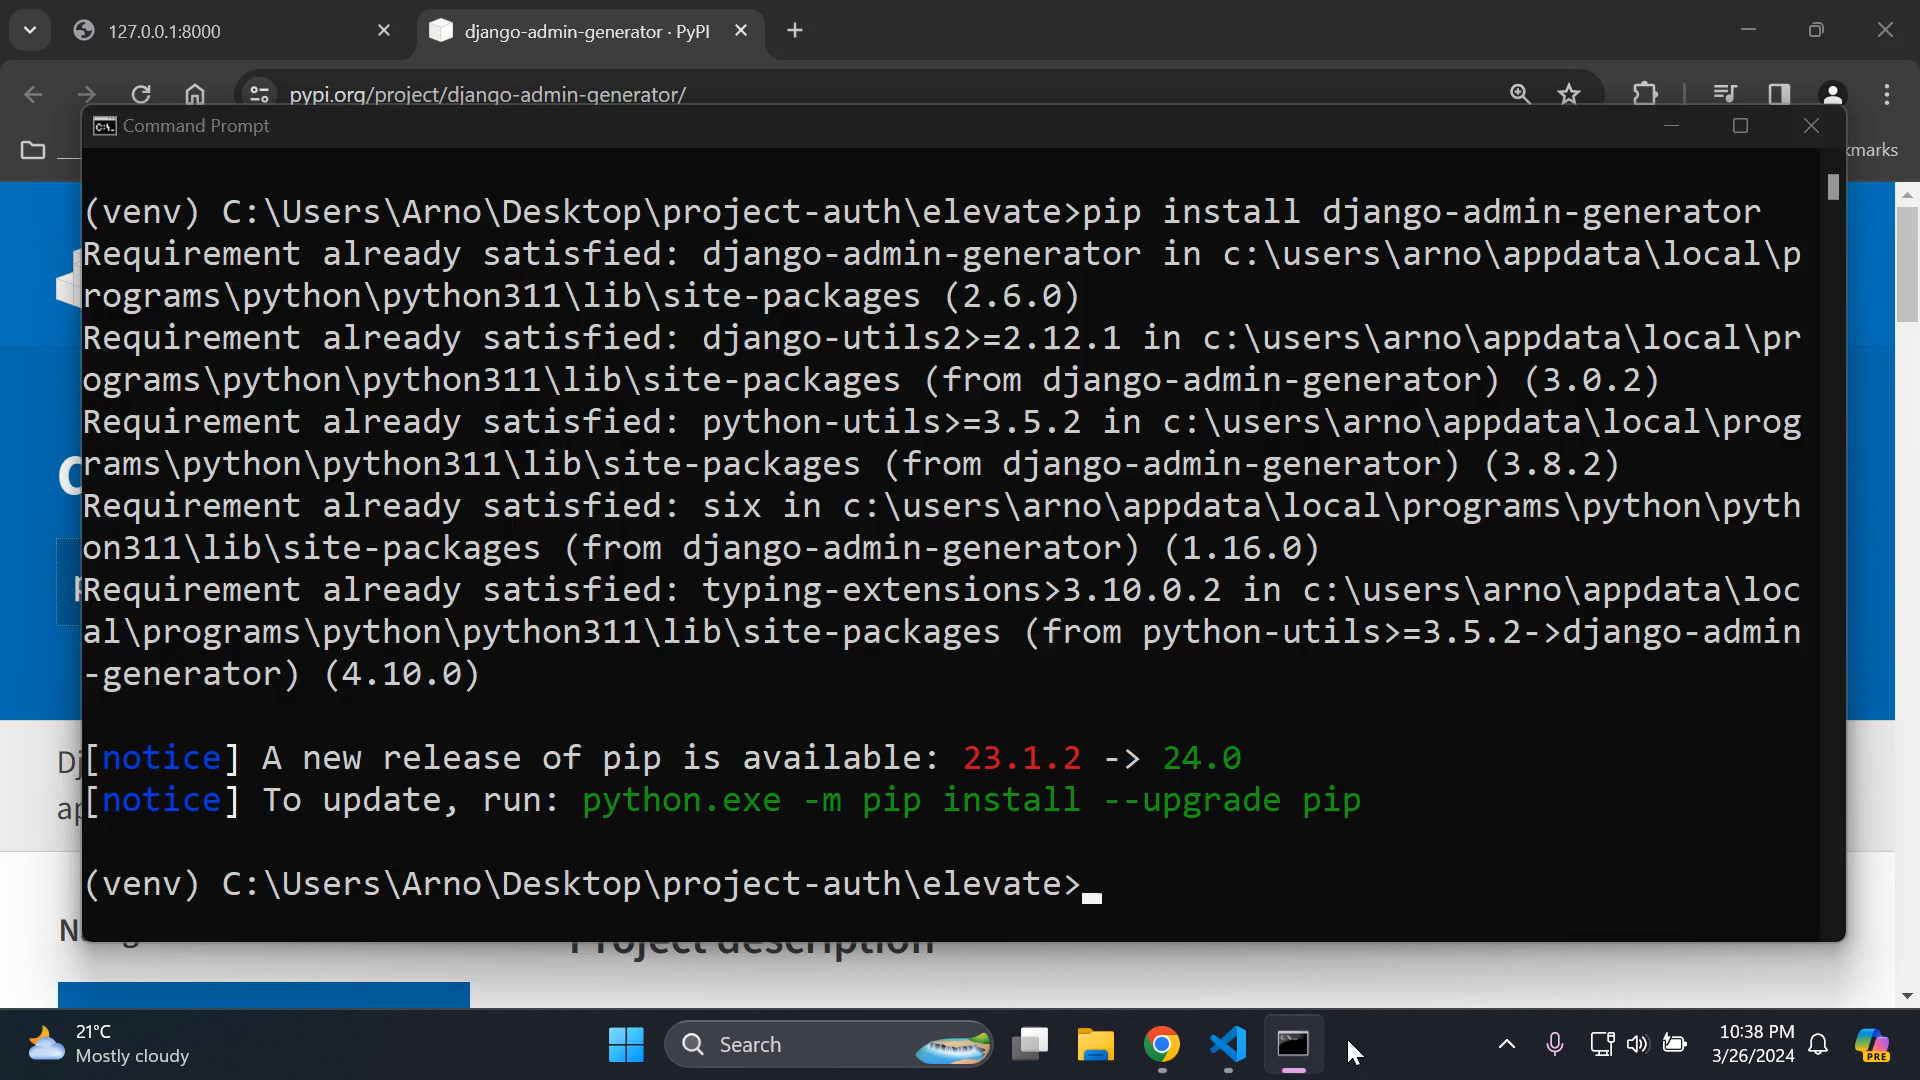 127.0.0.1:8000
django-admin-generator · PyPI
pypi.org/project/django-admin-generator/
Command Prompt
kmarks
(venv) C:\Users\Arno\Desktop\project-auth\elevate>pip install django-admin-generator
Requirement already satisfied: django-admin-generator in c:\users\arno\appdata\local\p
rograms\python\python311\lib\site-packages (2.6.0)
Requirement already satisfied: django-utils2>=2.12.1 in c:\users\arno\appdata\local\pr
ograms\python\python311\lib\site-packages (from django-admin-generator) (3.0.2)
Requirement already satisfied: python-utils>=3.5.2 in c:\users\arno\appdata\local\prog
rams\python\python311\lib\site-packages (from django-admin-generator) (3.8.2)
Requirement already satisfied: six in c:\users\arno\appdata\local\programs\python\pyth
on311\lib\site-packages (from django-admin-generator) (1.16.0)
Requirement already satisfied: typing-extensions>3.10.0.2 in c:\users\arno\appdata\loc
al\programs\python\python311\lib\site-packages (from python-utils>=3.5.2->django-admin
-generator) (4.10.0)
[notice] A new release of pip is available: 23.1.2 -> 24.0
[notice] To update, run: python.exe -m pip install --upgrade pip
(venv) C:\Users\Arno\Desktop\project-auth\elevate>
Project description
21°C
Mostly cloudy
Search
10:38 PM
3/26/2024
PRE